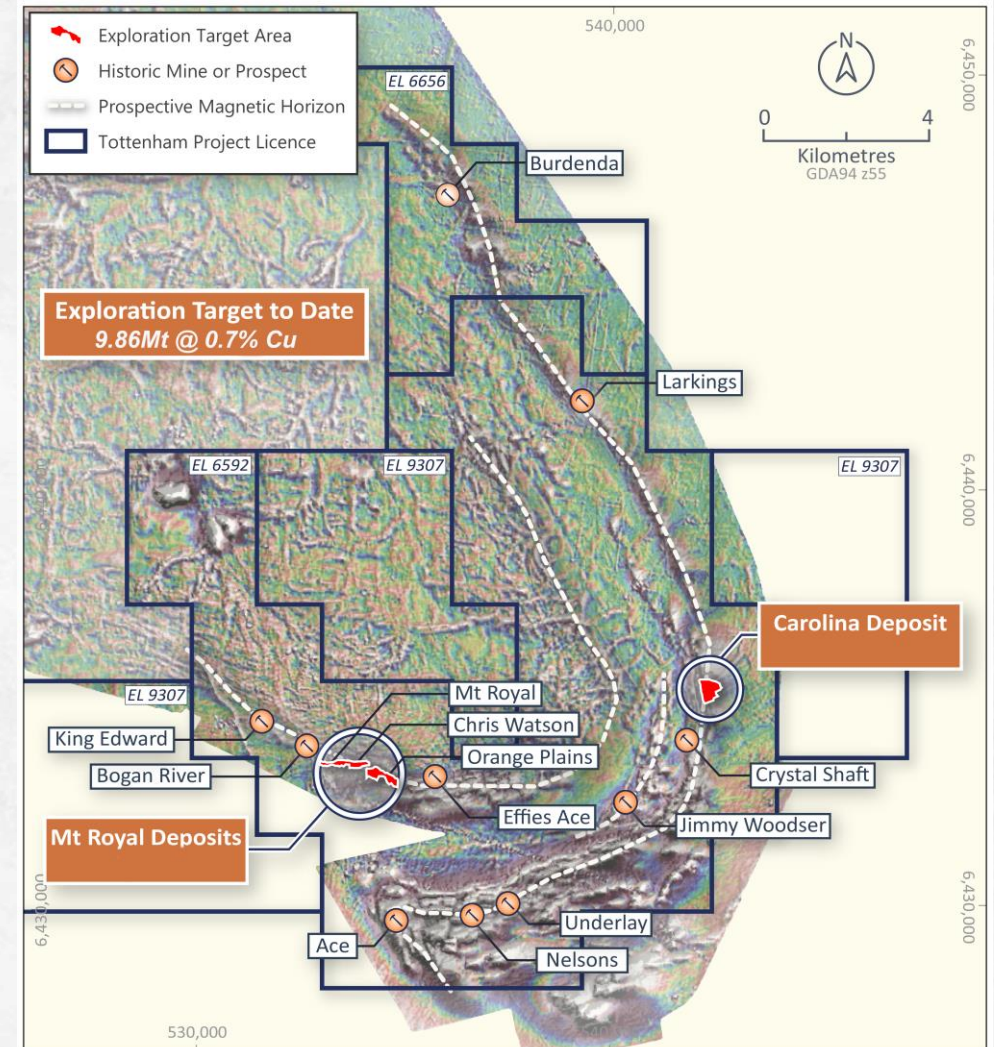 Exploration Target Area
Historic Mine or Prospect
Prospective Magnetic Horizon
Tottenham Project Licence
540,000
N
0
4
Kilometres
GDA94 z55
6,450,000
EL 6656
Burdenda
Exploration Target to Date
9.86Mt @ 0.7% Cu
Larkings
EL 6592
EL 9307
EL 9307
6,440,000
Carolina Deposit
EL 9307
Mt Royal
Chris Watson
Orange Plains
King Edward
Bogan River
Crystal Shaft
Effies Ace
Jimmy Woodser
Mt Royal Deposits
6,430,000
6,430,000
Underlay
Ace
Nelsons
530,000